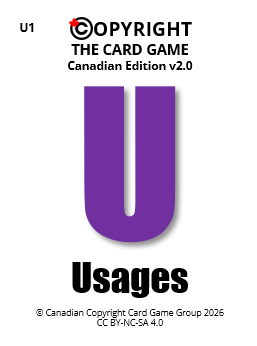 U1
©OPYRIGHT
THE CARD GAME
Canadian Edition v2.0
U
Usages
© Canadian Copyright Card Game Group 2026
CC BY-NC-SA 4.0